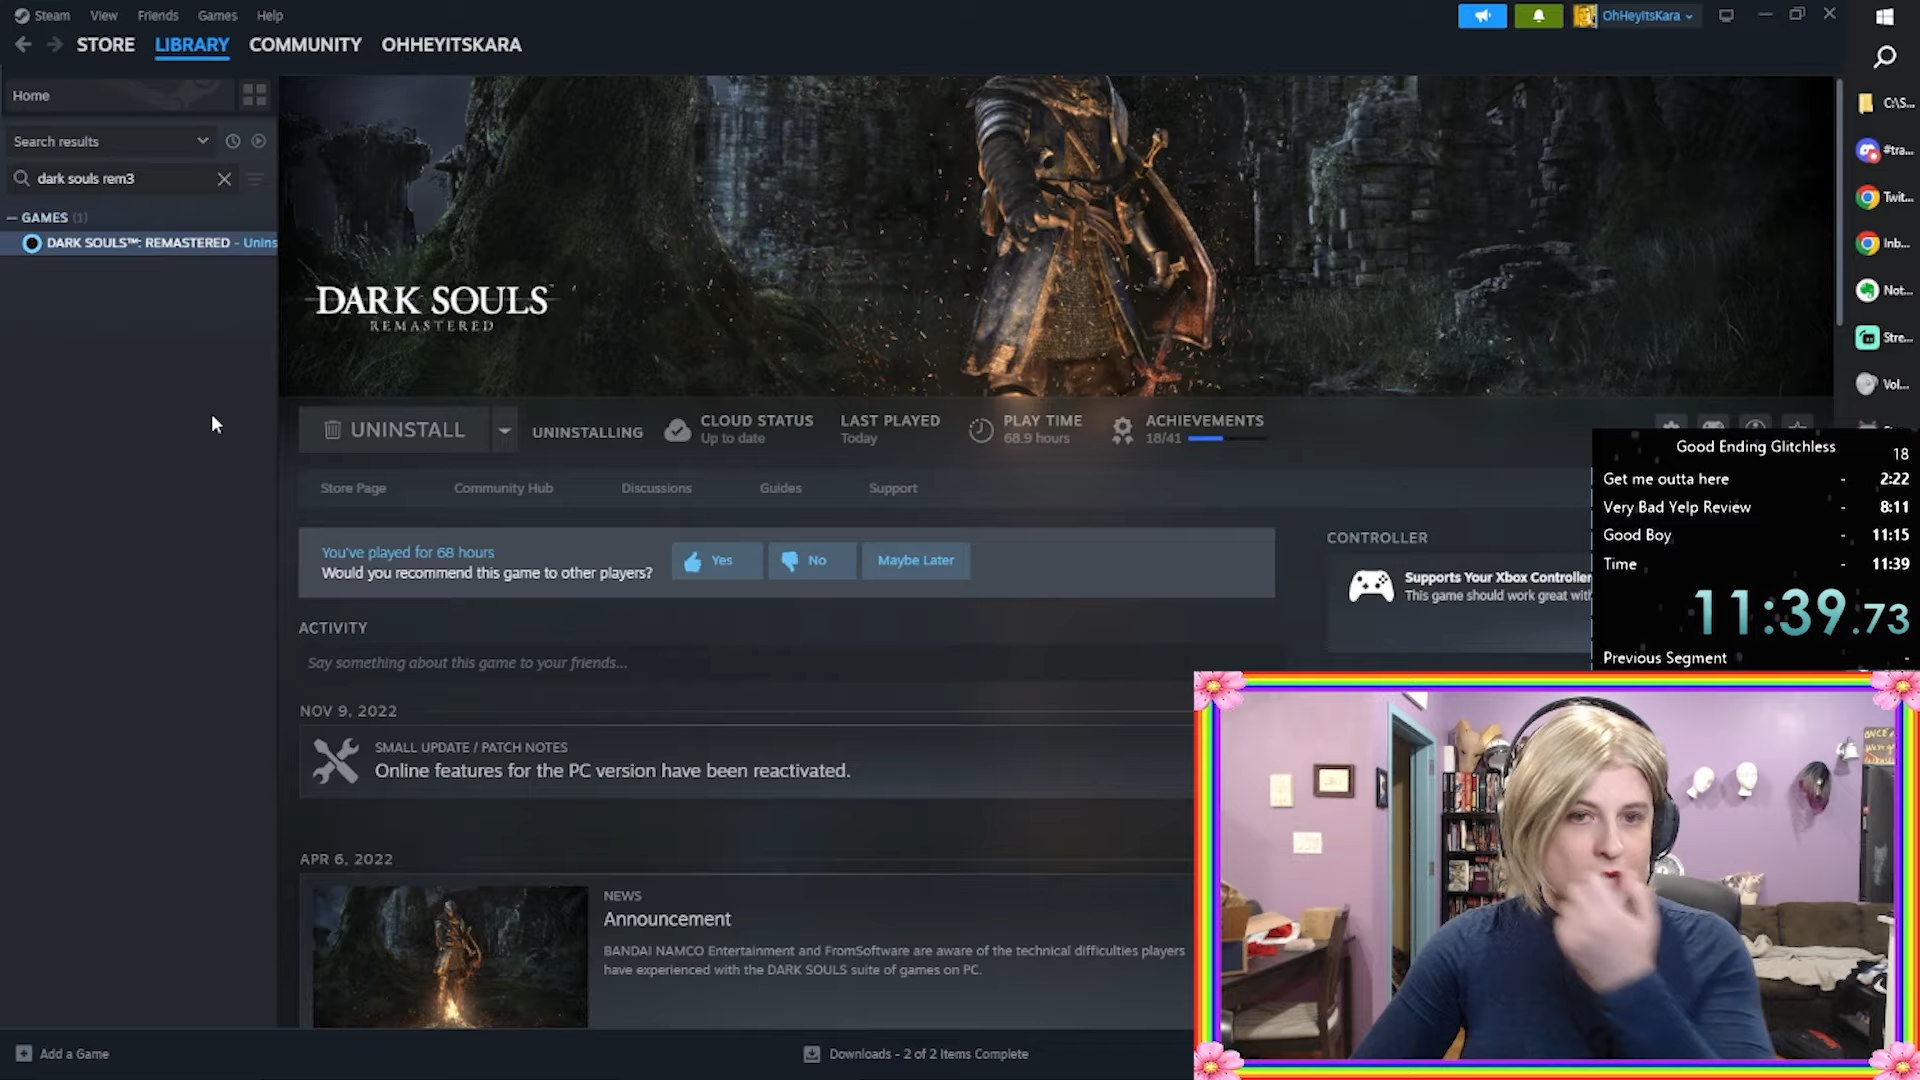 Steam View Friends Games Help
OhHeyItsKara
STORE LIBRARY COMMUNITY OHHEYITSKARA
Home
Search results
dark souls rem3
GAMES (1)
DARK SOULS™: REMASTERED - Unins
DARK SOULS
REMASTERED
UNINSTALL
UNINSTALLING
CLOUD STATUS
Up to date
LAST PLAYED
Today
PLAY TIME
68.9 hours
ACHIEVEMENTS
18/41
Store Page Community Hub Discussions Guides Support
You've played for 68 hours
Would you recommend this game to other players?
Yes No Maybe Later
CONTROLLER
Supports Your Xbox Controller
This game should work great wit
ACTIVITY
Say something about this game to your friends...
NOV 9, 2022
SMALL UPDATE / PATCH NOTES
Online features for the PC version have been reactivated.
APR 6, 2022
NEWS
Announcement
BANDAI NAMCO Entertainment and FromSoftware are aware of the technical difficulties players
have experienced with the DARK SOULS suite of games on PC.
Add a Game
Downloads - 2 of 2 Items Complete
C:\S...
#tra...
Twit...
Inb...
Not...
Stre...
Vol...
Good Ending Glitchless 18
Get me outta here - 2:22
Very Bad Yelp Review - 8:11
Good Boy - 11:15
Time - 11:39
11:39.73
Previous Segment -